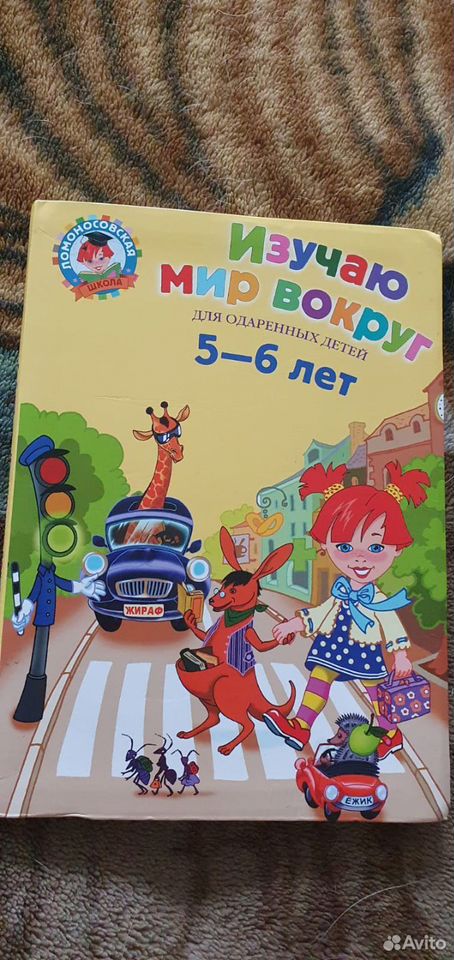 ЛОМОНОСОВСКАЯ
ШКОЛА
Изучаю
мир вокруг
ДЛЯ ОДАРЕННЫХ ДЕТЕЙ
5—6 лет
ЖИРАФ
ЁЖИК
Avito